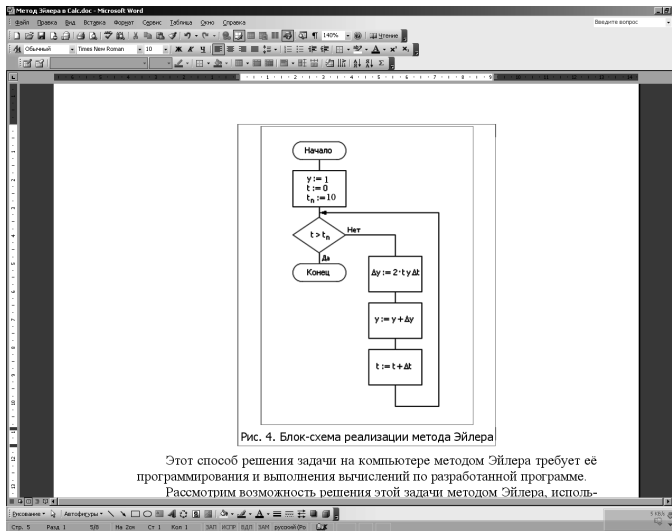 Метод Эйлера в Calc.doc - Microsoft Word
Файл Правка Вид Вставка Формат Сервис Таблица Окно Справка
Введите вопрос
140%
Чтение
Обычный
Times New Roman
10
Ж К Ч
Начало
y := 1
t := 0
tₙ := 10
t > tₙ
Нет
Да
Конец
Δy := 2·t y Δt
y := y + Δy
t := t + Δt
Рис. 4. Блок-схема реализации метода Эйлера
Этот способ решения задачи на компьютере методом Эйлера требует её
программирования и выполнения вычислений по разработанной программе.
Рассмотрим возможность решения этой задачи методом Эйлера, исполь-
Рисование Автофигуры
Стр. 5 Разд 1 5/8 На 2см Ст 1 Кол 1 ЗАП ИСПР ВДЛ ЗАМ русский (Ро